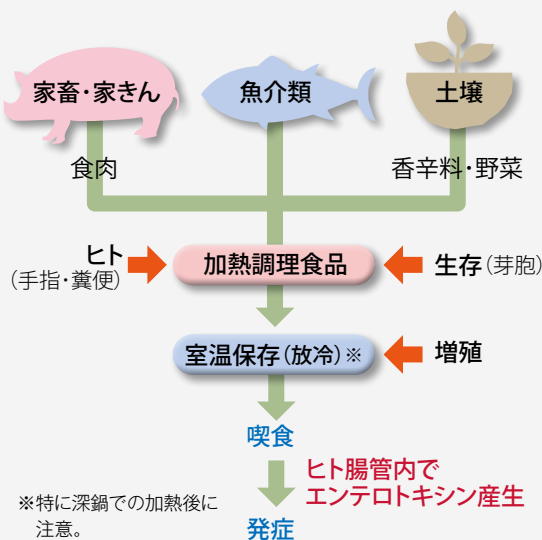 家畜・家きん
魚介類
土壌
食肉
香辛料・野菜
ヒト
(手指・糞便)
加熱調理食品
生存(芽胞)
室温保存(放冷)※
増殖
喫食
ヒト腸管内で
エンテロトキシン産生
※特に深鍋での加熱後に
注意。
発症